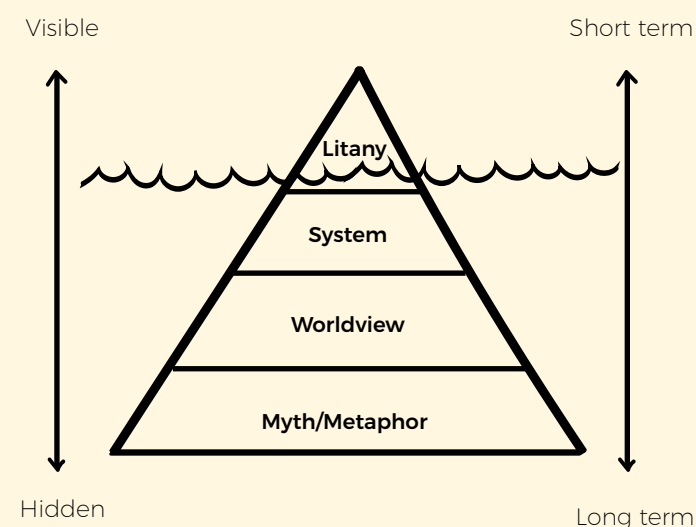 Visible
Short term
Litany
System
Worldview
Myth/Metaphor
Hidden
Long term